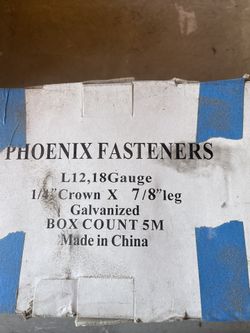 PHOENIX FASTENERS
L12,18Gauge
1/4"Crown X 7/8"leg
Galvanized
BOX COUNT 5M
Made in China